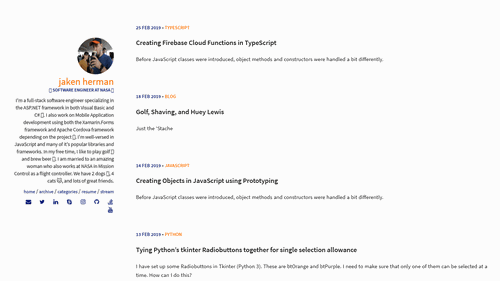 jaken herman
SOFTWARE ENGINEER AT NASA
I'm a full-stack software engineer specializing in
the ASP.NET framework in both Visual Basic and
C#. I also work on Mobile Application
development using both the Xamarin.Forms
framework and Apache Cordova framework
depending on the project. I'm well-versed in
JavaScript and many of it's popular libraries and
frameworks. In my free time, I like to play golf
and brew beer. I am married to an amazing
woman who also works at NASA in Mission
Control as a flight controller. We have 2 dogs, 4
cats, and lots of great friends.
home / archive / categories / resume / stream
25 FEB 2019 • TYPESCRIPT
Creating Firebase Cloud Functions in TypeScript
Before JavaScript classes were introduced, object methods and constructors were handled a bit differently.
18 FEB 2019 • BLOG
Golf, Shaving, and Huey Lewis
Just the 'Stache
14 FEB 2019 • JAVASCRIPT
Creating Objects in JavaScript using Prototyping
Before JavaScript classes were introduced, object methods and constructors were handled a bit differently.
13 FEB 2019 • PYTHON
Tying Python's tkinter Radiobuttons together for single selection allowance
I have set up some Radiobuttons in Tkinter (Python 3). These are btOrange and btPurple. I need to make sure that only one of them can be selected at a
time. How can I do this?